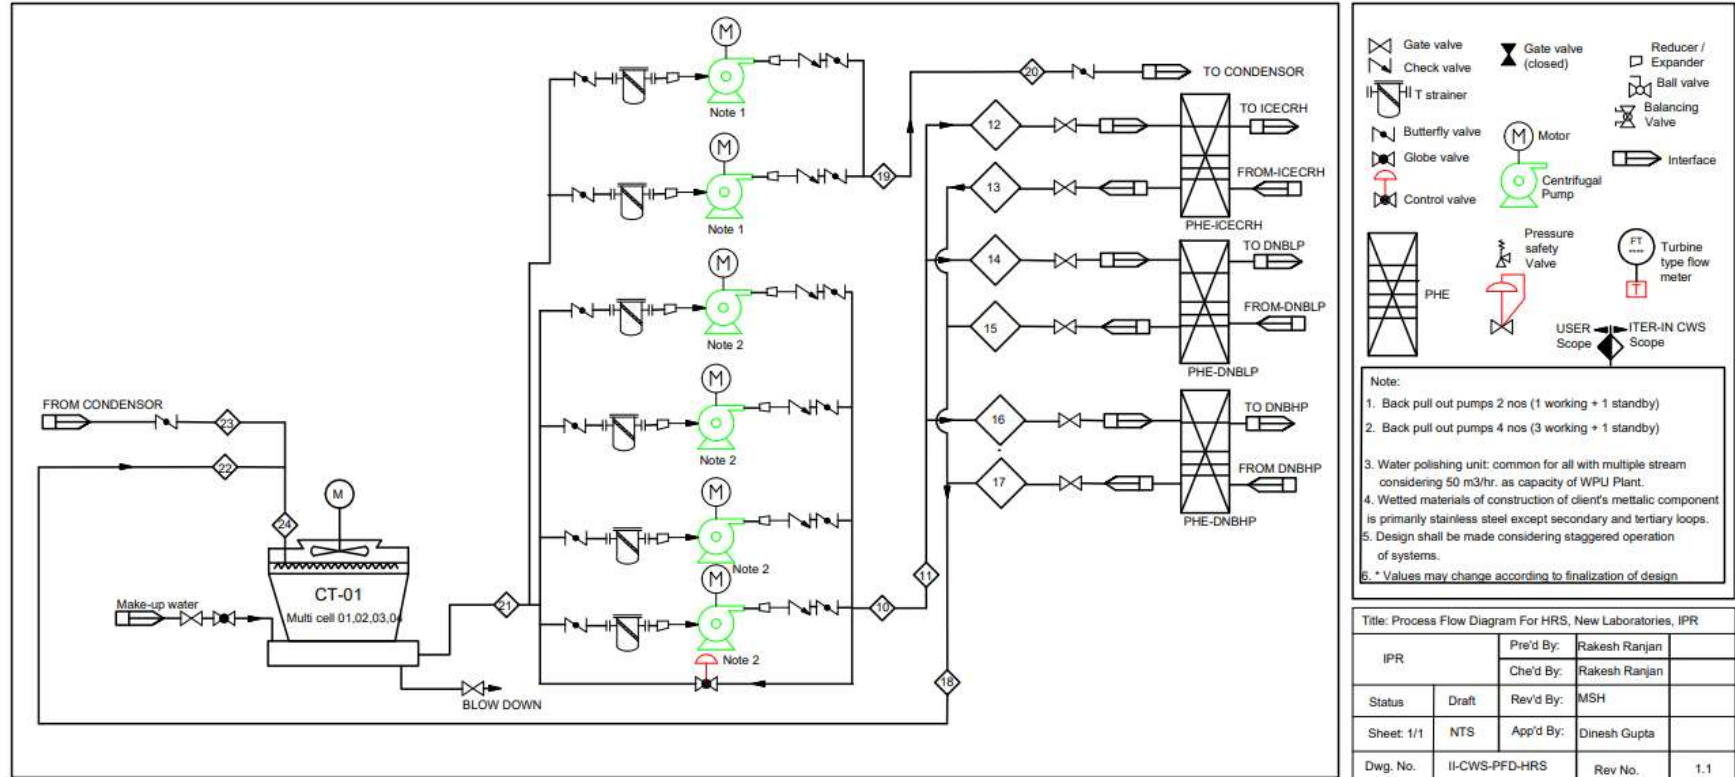 M
Note 1
M
Note 1
M
Note 2
M
Note 2
M
Note 2
M
Note 2
19
20
TO CONDENSOR
12
TO ICECRH
13
FROM-ICECRH
PHE-ICECRH
14
TO DNBLP
15
FROM-DNBLP
PHE-DNBLP
16
TO DNBHP
17
FROM DNBHP
PHE-DNBHP
FROM CONDENSOR
23
22
24
M
CT-01
Multi cell 01,02,03,04
Make-up water
21
BLOW DOWN
10
11
18
Gate valve
Check valve
T strainer
Butterfly valve
Globe valve
Control valve
Gate valve
(closed)
M
Motor
Centrifugal
Pump
Reducer /
Expander
Ball valve
Balancing
Valve
Interface
PHE
Pressure
safety
Valve
FT
****
T
Turbine
type flow
meter
USER
Scope
ITER-IN CWS
Scope
Note:
1. Back pull out pumps 2 nos (1 working + 1 standby)
2. Back pull out pumps 4 nos (3 working + 1 standby)
3. Water polishing unit: common for all with multiple stream
considering 50 m3/hr. as capacity of WPU Plant.
4. Wetted materials of construction of client's mettalic component
is primarily stainless steel except secondary and tertiary loops.
5. Design shall be made considering staggered operation
of systems.
6. * Values may change according to finalization of design
Title: Process Flow Diagram For HRS, New Laboratories, IPR
IPR
Pre'd By: Rakesh Ranjan
Che'd By: Rakesh Ranjan
Status Draft Rev'd By: MSH
Sheet: 1/1 NTS App'd By: Dinesh Gupta
Dwg. No. II-CWS-PFD-HRS Rev No. 1.1